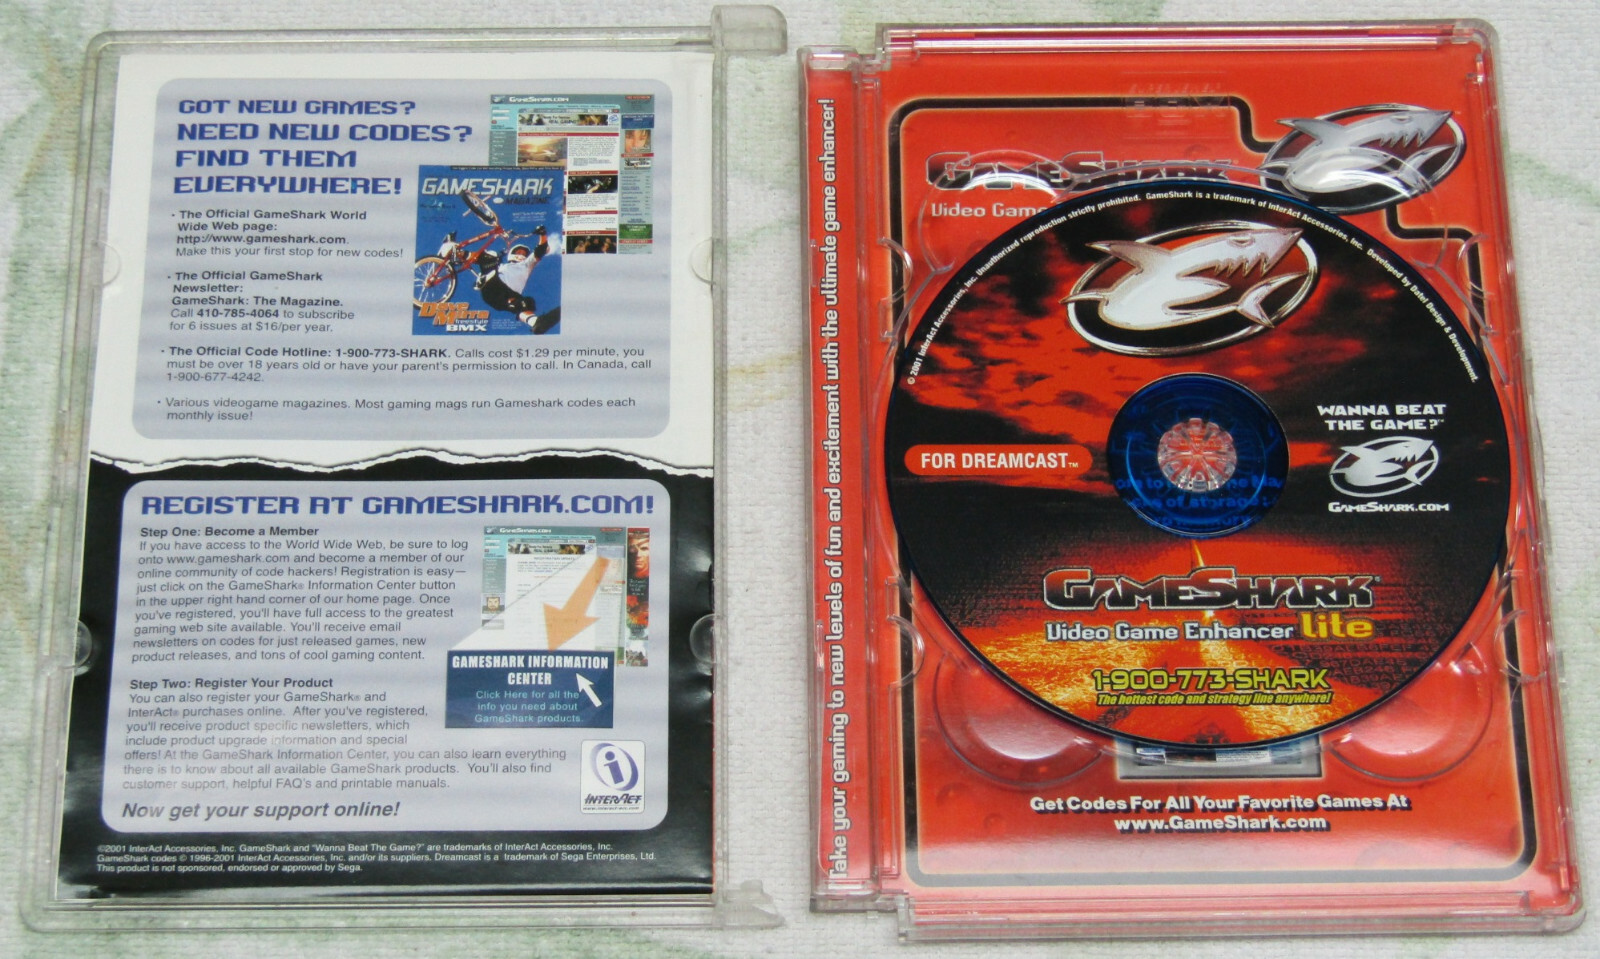 GOT NEW GAMES?
NEED NEW CODES?
FIND THEM
EVERYWHERE!
· The Official GameShark World
Wide Web page:
http://www.gameshark.com.
Make this your first stop for new codes!
· The Official GameShark
Newsletter:
GameShark: The Magazine.
Call 410-785-4064 to subscribe
for 6 issues at $16/per year.
· The Official Code Hotline: 1-900-773-SHARK. Calls cost $1.29 per minute, you
must be over 18 years old or have your parent's permission to call. In Canada, call
1-900-677-4242.
· Various videogame magazines. Most gaming mags run Gameshark codes each
monthly issue!
GAMESHARK.COM
GAMESHARK
MAGAZINE
DAVE
MIRRA
freestyle
BMX
REGISTER AT GAMESHARK.COM!
Step One: Become a Member
If you have access to the World Wide Web, be sure to log
onto www.gameshark.com and become a member of our
online community of code hackers! Registration is easy—
just click on the GameShark® Information Center button
in the upper right hand corner of our home page. Once
you've registered, you'll have full access to the greatest
gaming web site available. You'll receive email
newsletters on codes for just released games, new
product releases, and tons of cool gaming content.
Step Two: Register Your Product
You can also register your GameShark® and
InterAct® purchases online. After you've registered,
you'll receive product specific newsletters, which
include product upgrade information and special
offers! At the GameShark Information Center, you can also learn everything
there is to know about all available GameShark products. You'll also find
customer support, helpful FAQ's and printable manuals.
Now get your support online!
GAMESHARK.COM
GAMESHARK INFORMATION
CENTER
Click Here for all the
info you need about
GameShark products.
INTERACT
©2001 InterAct Accessories, Inc. GameShark and "Wanna Beat The Game?" are trademarks of InterAct Accessories, Inc.
GameShark codes © 1996-2001 InterAct Accessories, Inc. and/or its suppliers. Dreamcast is a trademark of Sega Enterprises, Ltd.
This product is not sponsored, endorsed or approved by Sega.
Take your gaming to new levels of fun and excitement with the ultimate game enhancer!
GAMESHARK
Video Game
© 2001 InterAct Accessories, Inc. Unauthorized reproduction strictly prohibited. GameShark is a trademark of InterAct Accessories, Inc. Developed by Datel Design & Development.
WANNA BEAT
THE GAME?™
GAMESHARK.COM
FOR DREAMCAST™
GAMESHARK®
Video Game Enhancer lite
1-900-773-SHARK
The hottest code and strategy line anywhere!
Get Codes For All Your Favorite Games At
www.GameShark.com